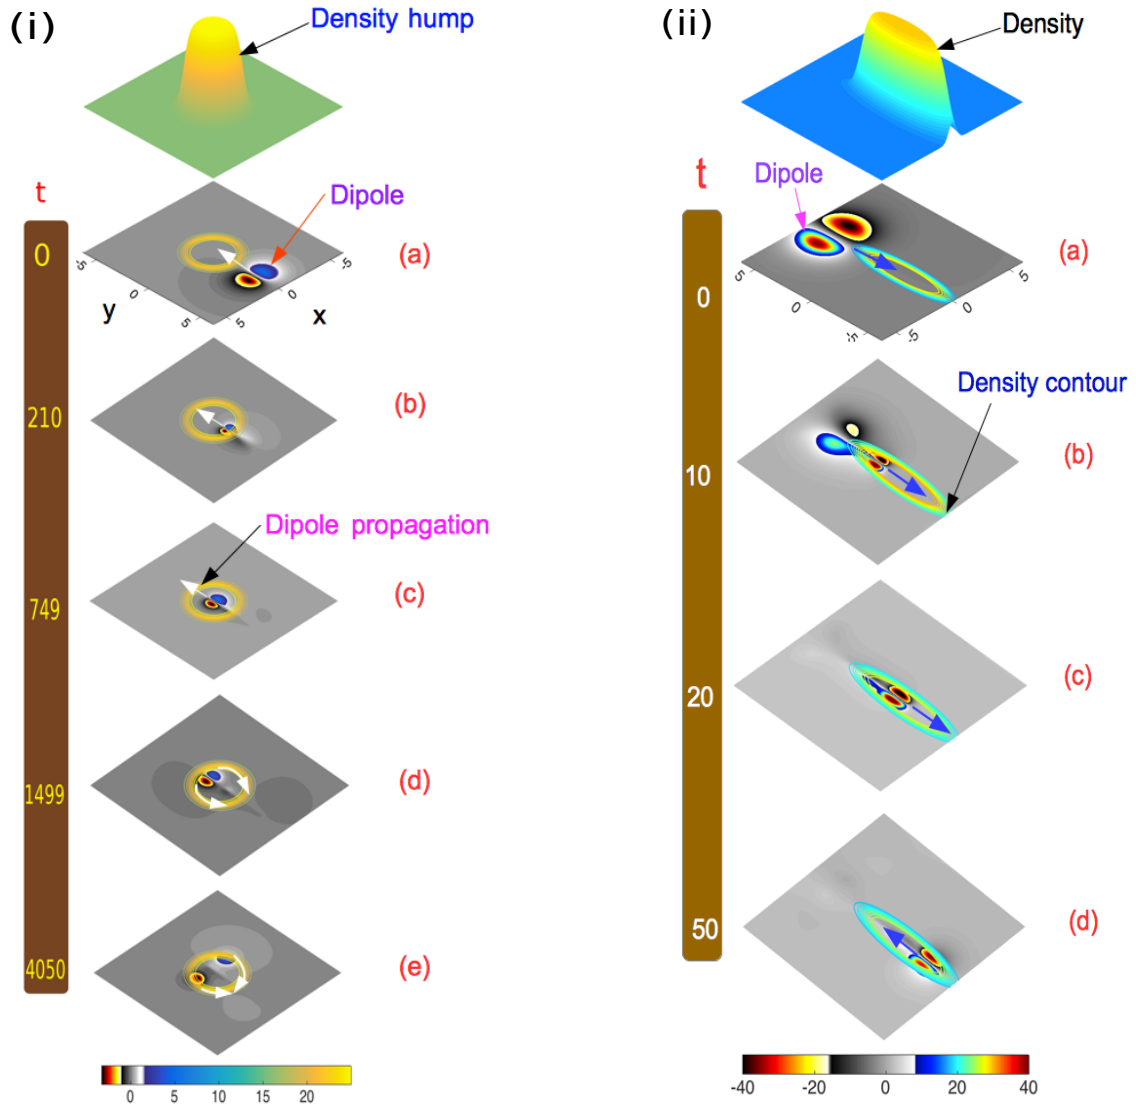 (i)
Density hump
t
Dipole
0
(a)
-5
0
5
y
5
0
-5
x
210
(b)
Dipole propagation
749
(c)
1499
(d)
4050
(e)
0
5
10
15
20
(ii)
Density
t
Dipole
0
(a)
5
0
-5
-5
0
5
Density contour
10
(b)
20
(c)
50
(d)
-40
-20
0
20
40